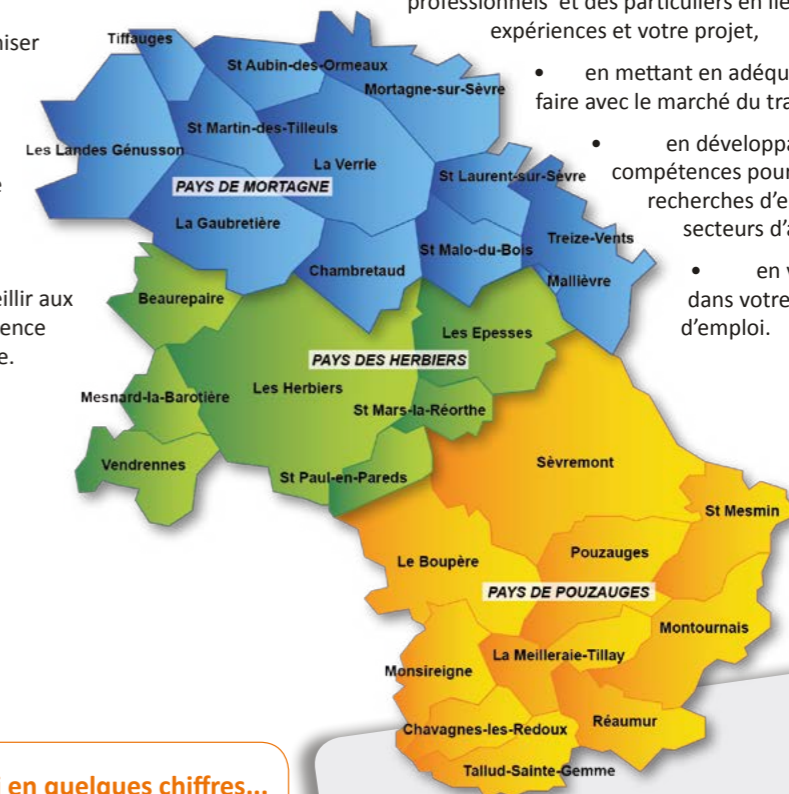 professionnels et des particuliers en lie
expériences et votre projet,
• en mettant en adéqu
faire avec le marché du tra
• en développa
compétences pour
recherches d'e
secteurs d'a
• en v
dans votre
d'emploi.
niser
e
eillir aux
ence
e.
Tiffauges
St Aubin-des-Ormeaux
Mortagne-sur-Sèvre
St Martin-des-Tilleuls
Les Landes Génusson
La Verrie
St Laurent-sur-Sèvre
PAYS DE MORTAGNE
La Gaubretière
St Malo-du-Bois
Treize-Vents
Chambretaud
Mallièvre
Beaurepaire
Les Epesses
PAYS DES HERBIERS
Les Herbiers
Mesnard-la-Barotière
St Mars-la-Réorthe
Vendrennes
St Paul-en-Pareds
Sèvremont
St Mesmin
Le Boupère
Pouzauges
PAYS DE POUZAUGES
Montournais
La Meilleraie-Tillay
Monsireigne
Chavagnes-les-Redoux
Réaumur
Tallud-Sainte-Gemme
i en quelques chiffres...